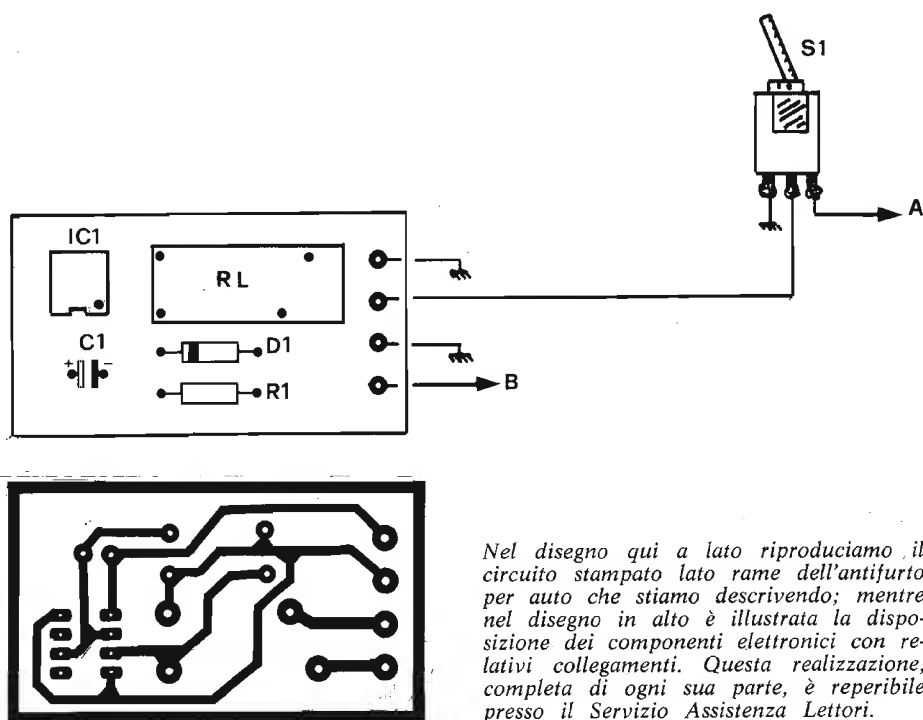 S1
A
IC1
RL
C1
+ -
D1
R1
B
Nel disegno qui a lato riproduciamo il
circuito stampato lato rame dell'antifurto
per auto che stiamo descrivendo; mentre
nel disegno in alto è illustrata la dispo-
sizione dei componenti elettronici con re-
lativi collegamenti. Questa realizzazione,
completa di ogni sua parte, è reperibile
presso il Servizio Assistenza Lettori.